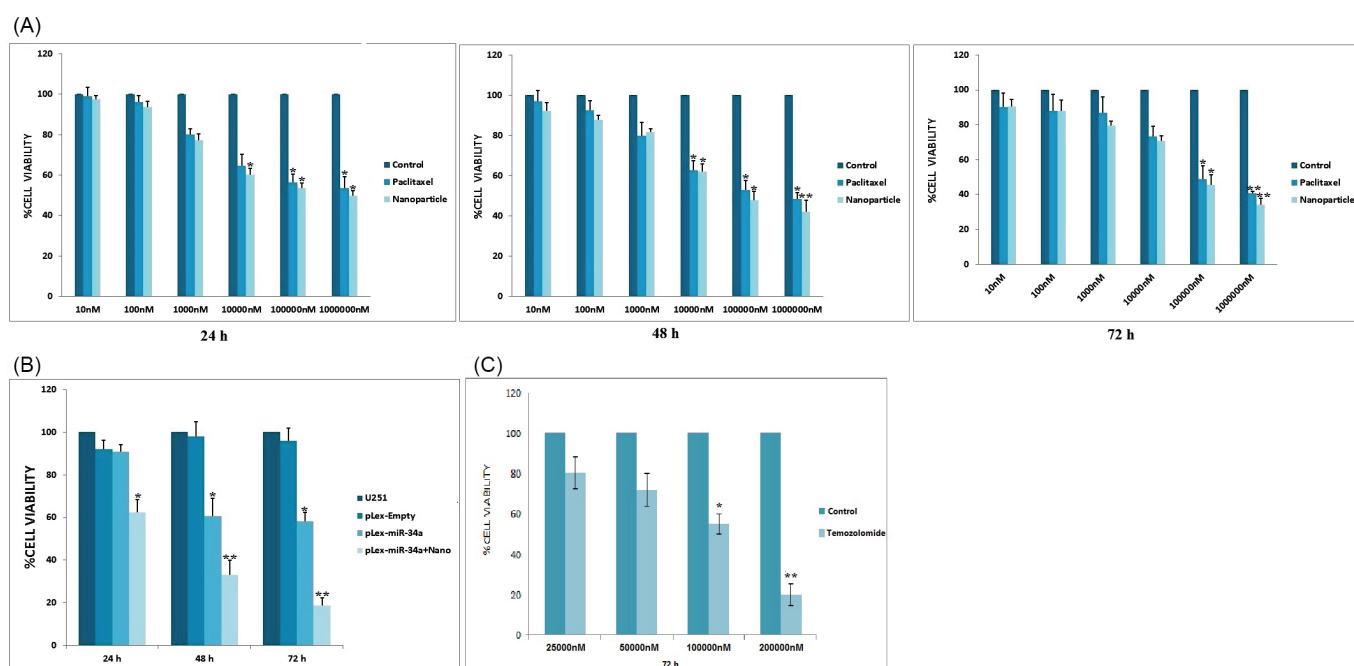 (A)
120
100
80
60
40
20
0
%CELL VIABILITY
* * * * *
Control
Paclitaxel
Nanoparticle
10nM 100nM 1000nM 10000nM 100000nM 1000000nM
24 h
120
100
80
60
40
20
0
%CELL VIABILITY
* * * * * **
Control
Paclitaxel
Nanoparticle
10nM 100nM 1000nM 10000nM 100000nM 1000000nM
48 h
120
100
80
60
40
20
0
%CELL VIABILITY
* * ** **
Control
Paclitaxel
Nanoparticle
10nM 100nM 1000nM 10000nM 100000nM 1000000nM
72 h
(B)
120
100
80
60
40
20
0
%CELL VIABILITY
* * ** * **
U251
pLex-Empty
pLex-miR-34a
pLex-miR-34a+Nano
24 h 48 h 72 h
(C)
120
100
80
60
40
20
0
%CELL VIABILITY
* **
Control
Temozolomide
25000nM 50000nM 100000nM 200000nM
72 h